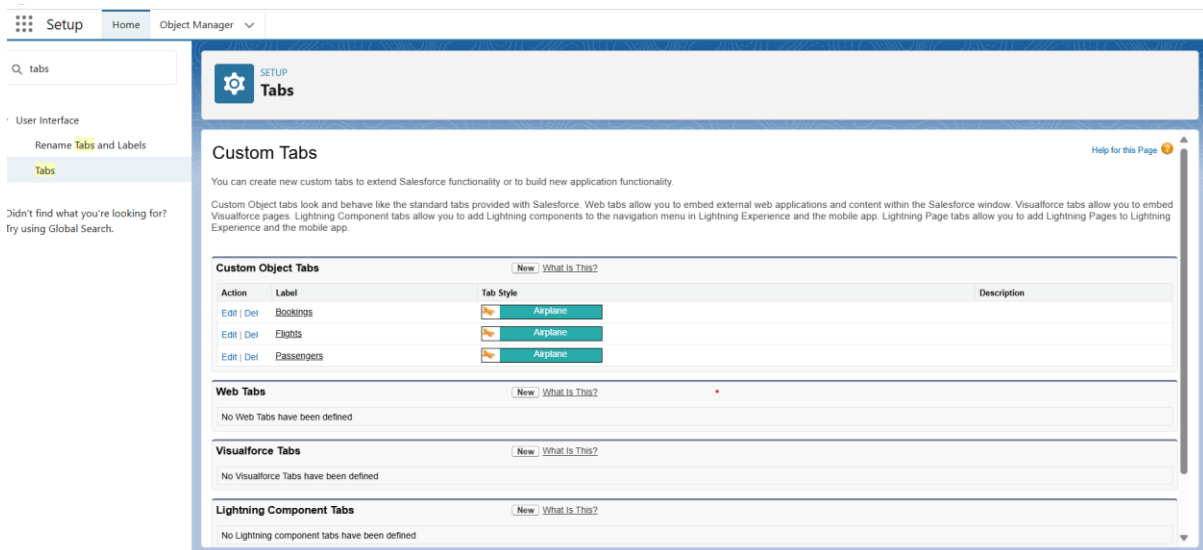 Setup
Home
Object Manager
tabs
User Interface
Rename Tabs and Labels
Tabs
Didn't find what you're looking for?
Try using Global Search.
SETUP
Tabs
Custom Tabs
Help for this Page
You can create new custom tabs to extend Salesforce functionality or to build new application functionality.
Custom Object tabs look and behave like the standard tabs provided with Salesforce. Web tabs allow you to embed external web applications and content within the Salesforce window. Visualforce tabs allow you to embed
Visualforce pages. Lightning Component tabs allow you to add Lightning components to the navigation menu in Lightning Experience and the mobile app. Lightning Page tabs allow you to add Lightning Pages to Lightning
Experience and the mobile app.
Custom Object Tabs New What Is This?
Action Label Tab Style Description
Edit | Del Bookings Airplane
Edit | Del Flights Airplane
Edit | Del Passengers Airplane
Web Tabs New What Is This?
No Web Tabs have been defined
Visualforce Tabs New What Is This?
No Visualforce Tabs have been defined
Lightning Component Tabs New What Is This?
No Lightning component tabs have been defined